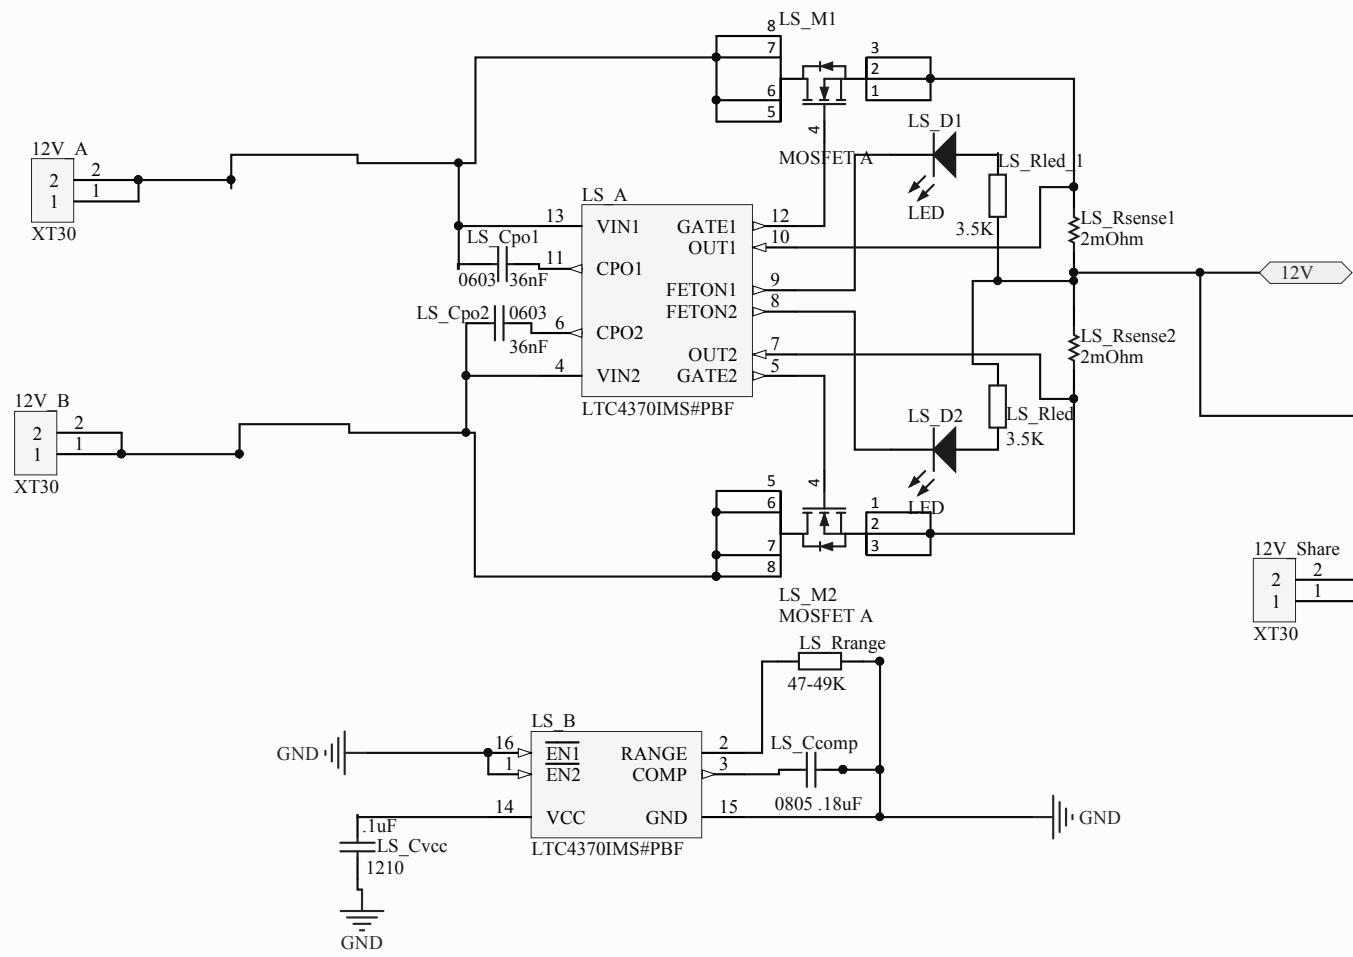 LS_M1
8
7
6
5
3
2
1
4
MOSFET A
12V_A
2
1
2
1
XT30
LS_D1
LED
LS_Rled_1
3.5K
LS_A
13
VIN1
GATE1
12
OUT1
10
LS_Cpo1
11
CPO1
0603
36nF
FETON1
9
FETON2
8
LS_Cpo2
0603
6
CPO2
36nF
OUT2
7
4
VIN2
GATE2
5
LTC4370IMS#PBF
LS_Rsense1
2mOhm
12V
LS_Rsense2
2mOhm
12V_B
2
1
2
1
XT30
LS_D2
LED
LS_Rled
3.5K
4
5
6
7
8
1
2
3
LS_M2
MOSFET A
12V_Share
2
1
2
1
XT30
LS_Rrange
47-49K
LS_B
GND
16
EN1
RANGE
2
1
EN2
COMP
3
LS_Ccomp
0805 .18uF
14
VCC
GND
15
GND
LTC4370IMS#PBF
.1uF
LS_Cvcc
1210
GND